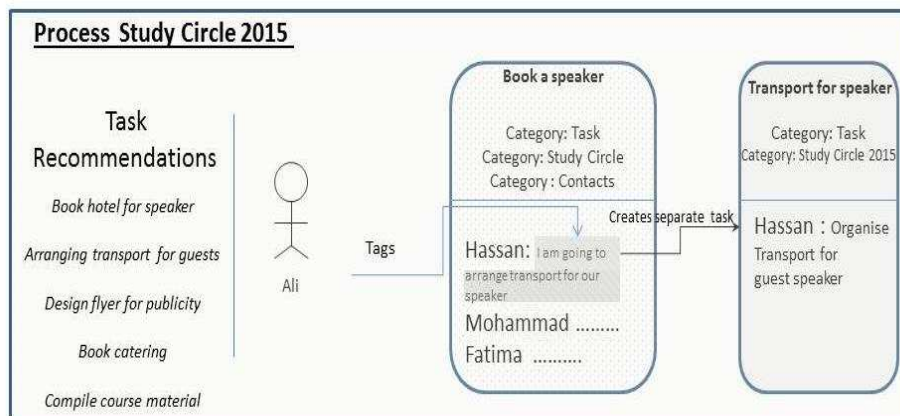 Process Study Circle 2015
Task
Recommendations
Book hotel for speaker
Arranging transport for guests
Design flyer for publicity
Book catering
Compile course material
Ali
Tags
Book a speaker
Category: Task
Category: Study Circle
Category : Contacts
Hassan: I am going to
arrange transport for our
speaker
Mohammad .........
Fatima ..........
Creates separate task
Transport for speaker
Category: Task
Category: Study Circle 2015
Hassan : Organise
Transport for
guest speaker